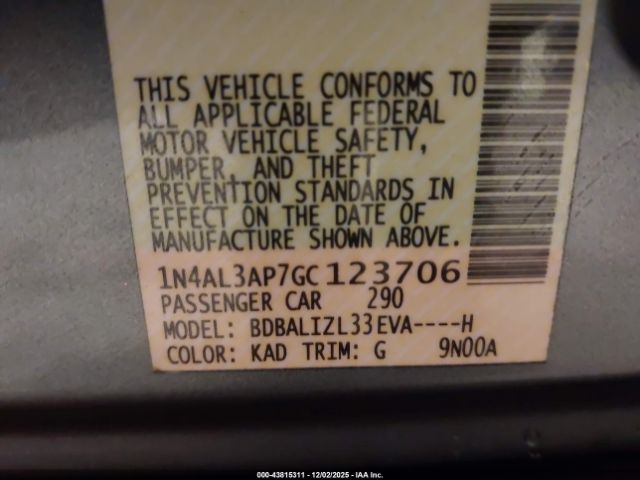 THIS VEHICLE CONFORMS TO
ALL APPLICABLE FEDERAL
MOTOR VEHICLE SAFETY,
BUMPER, AND THEFT
PREVENTION STANDARDS IN
EFFECT ON THE DATE OF
MANUFACTURE SHOWN ABOVE.
1N4AL3AP7GC123706
PASSENGER CAR 290
MODEL: BDBALIZL33EVA----H
COLOR: KAD TRIM: G 9N00A
000-43815311 - 12/02/2025 - IAA Inc.